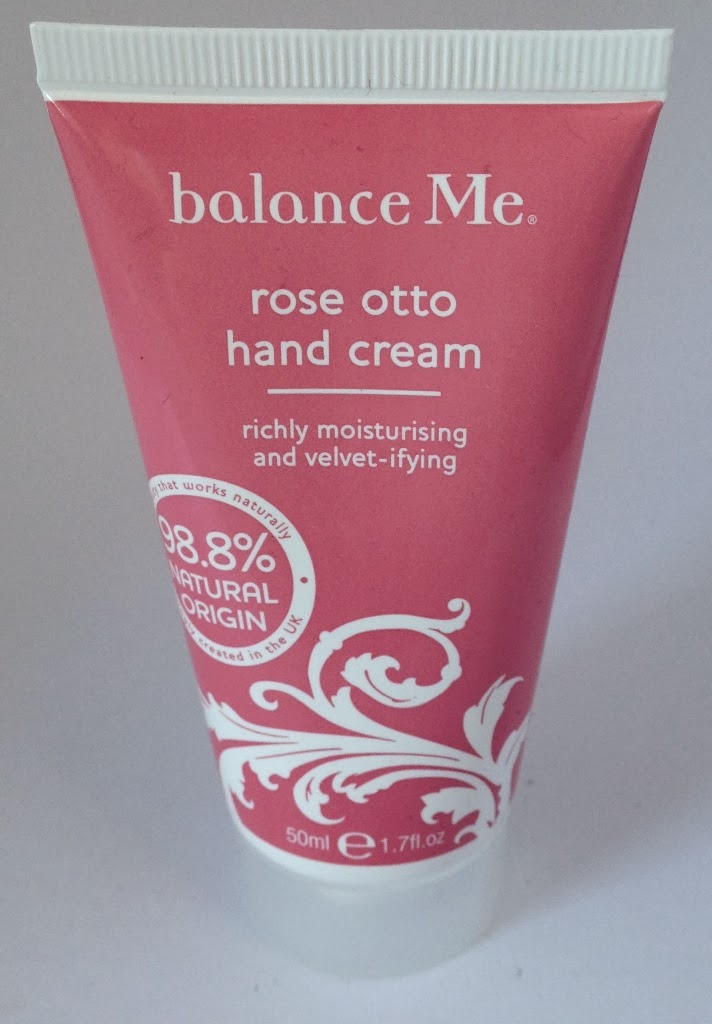 balance Me®
rose otto
hand cream
richly moisturising
and velvet-ifying
that works naturally
98.8%
NATURAL
ORIGIN
created in the UK
50ml e 1.7fl.oz